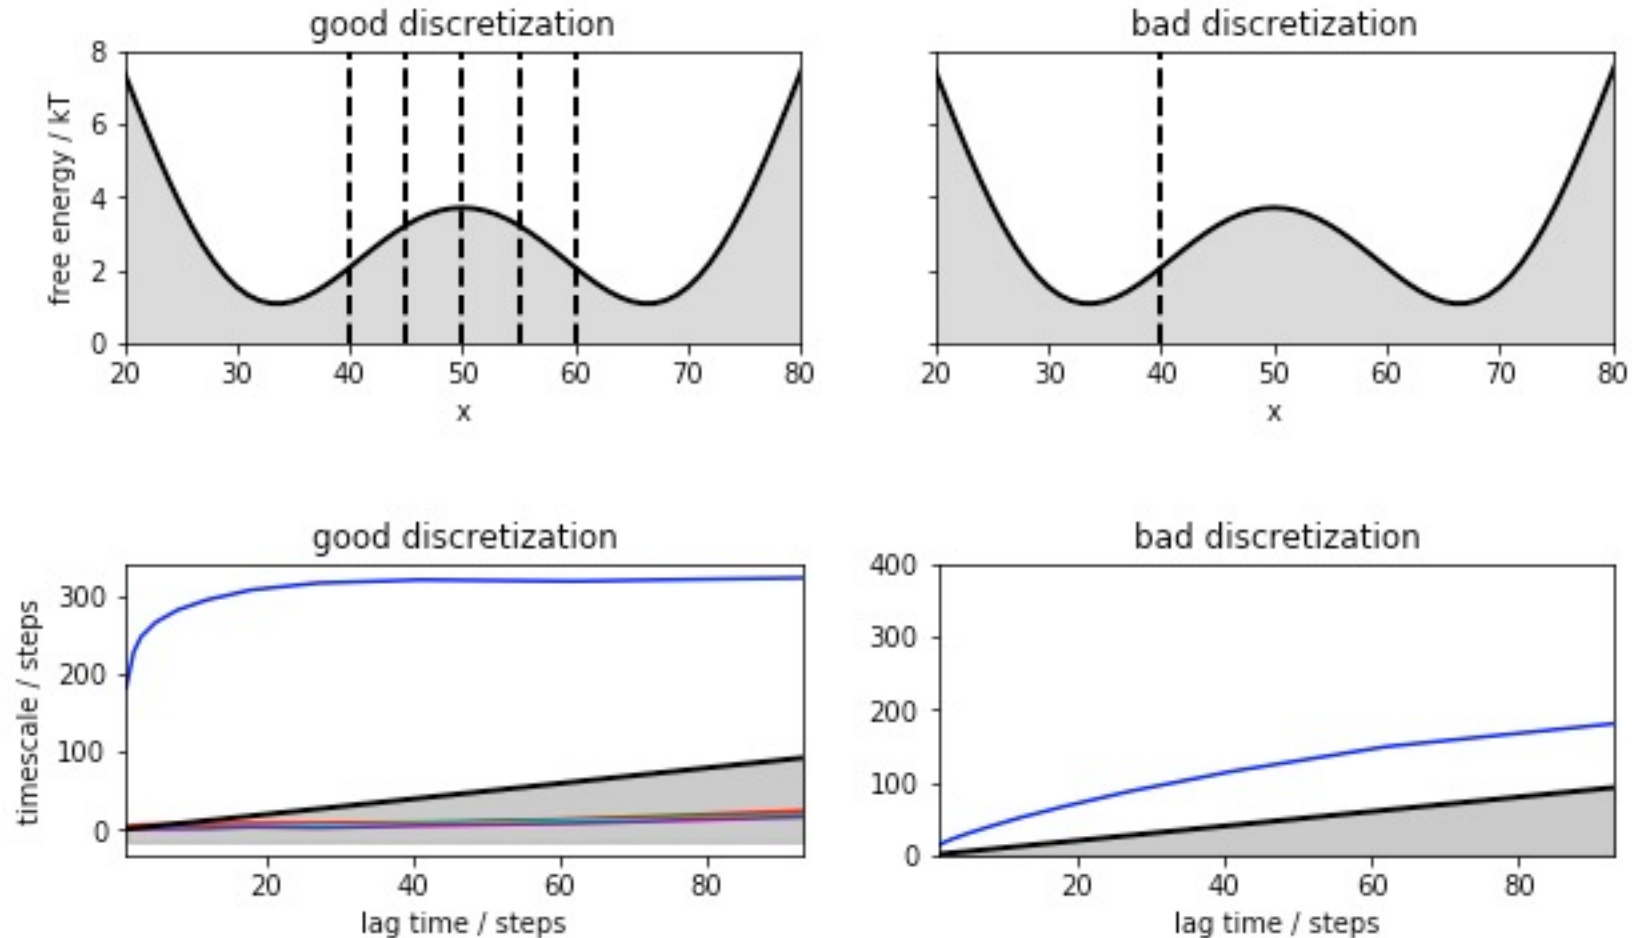 good discretization
bad discretization
free energy / kT
8
6
4
2
0
20 30 40 50 60 70 80
x
20 30 40 50 60 70 80
x
good discretization
bad discretization
timescale / steps
300
200
100
0
20 40 60 80
lag time / steps
400
300
200
100
0
20 40 60 80
lag time / steps